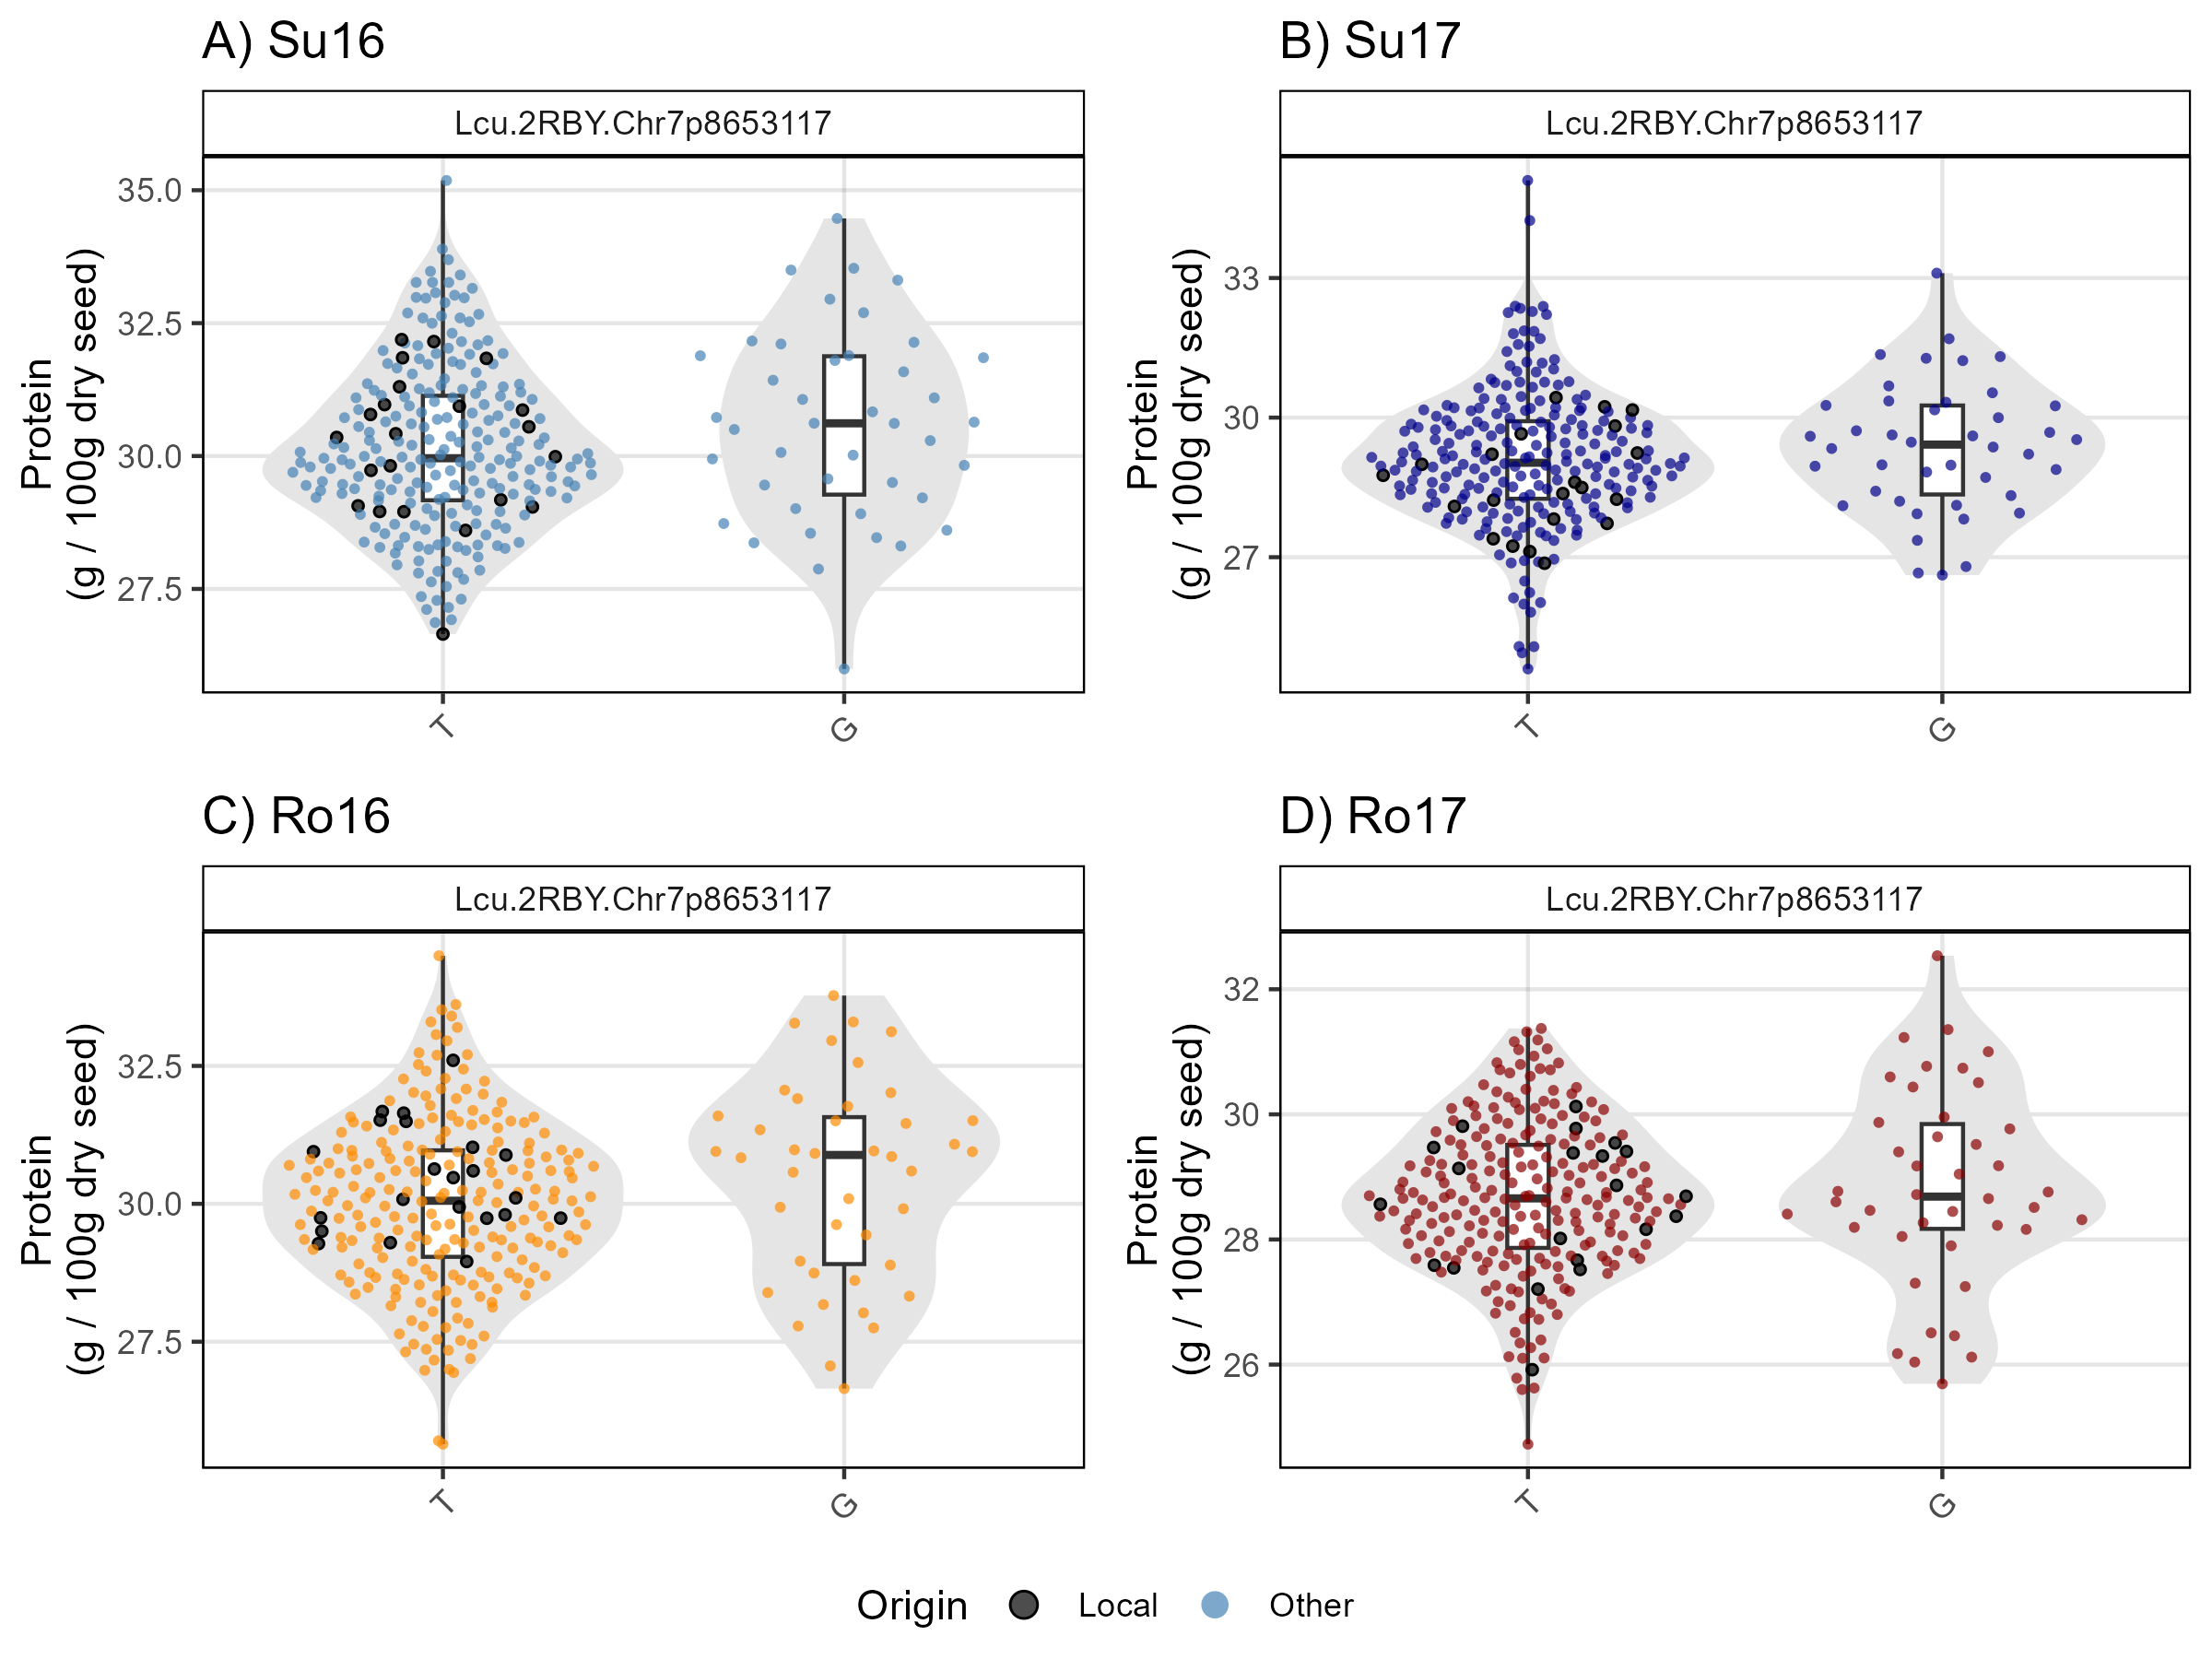 A) Su16
Lcu.2RBY.Chr7p8653117
Protein
(g / 100g dry seed)
35.0
32.5
30.0
27.5
T
G
B) Su17
Lcu.2RBY.Chr7p8653117
Protein
(g / 100g dry seed)
33
30
27
T
G
C) Ro16
Lcu.2RBY.Chr7p8653117
Protein
(g / 100g dry seed)
32.5
30.0
27.5
T
G
D) Ro17
Lcu.2RBY.Chr7p8653117
Protein
(g / 100g dry seed)
32
30
28
26
T
G
Origin Local Other